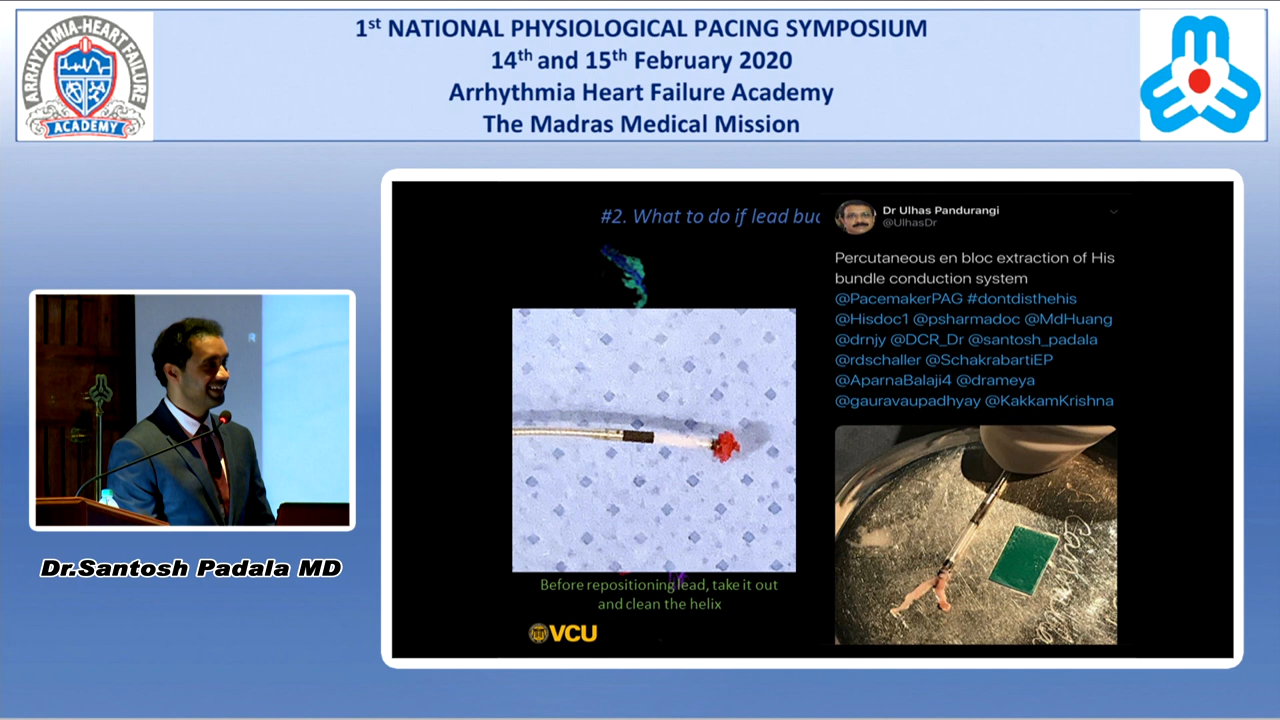 1st NATIONAL PHYSIOLOGICAL PACING SYMPOSIUM
14th and 15th February 2020
Arrhythmia Heart Failure Academy
The Madras Medical Mission
ARRHYTHMIA-HEART FAILURE
ACADEMY
#2. What to do if lead buc
Dr Ulhas Pandurangi
@UlhasDr
Percutaneous en bloc extraction of His
bundle conduction system
@PacemakerPAG #dontdisthehis
@Hisdoc1 @psharmadoc @MdHuang
@drnjy @DCR_Dr @santosh_padala
@rdschaller @SchakrabartiEP
@AparnaBalaji4 @drameya
@gauravaupadhyay @KakkamKrishna
Before repositioning lead, take it out
and clean the helix
VCU
Dr.Santosh Padala MD